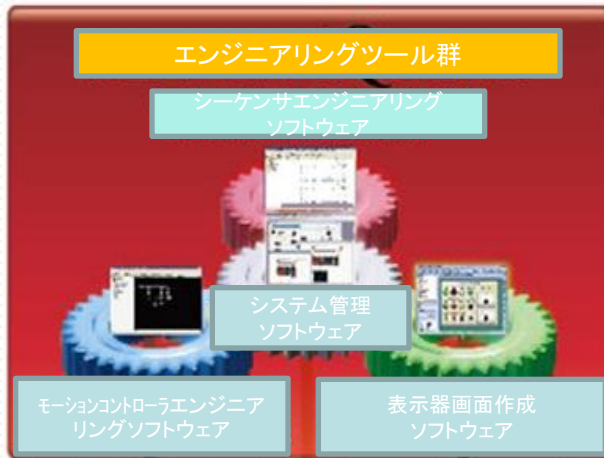 エンジニアリングツール群
シーケンサエンジニアリング
ソフトウェア
システム管理
ソフトウェア
モーションコントローラエンジニア
リングソフトウェア
表示器画面作成
ソフトウェア